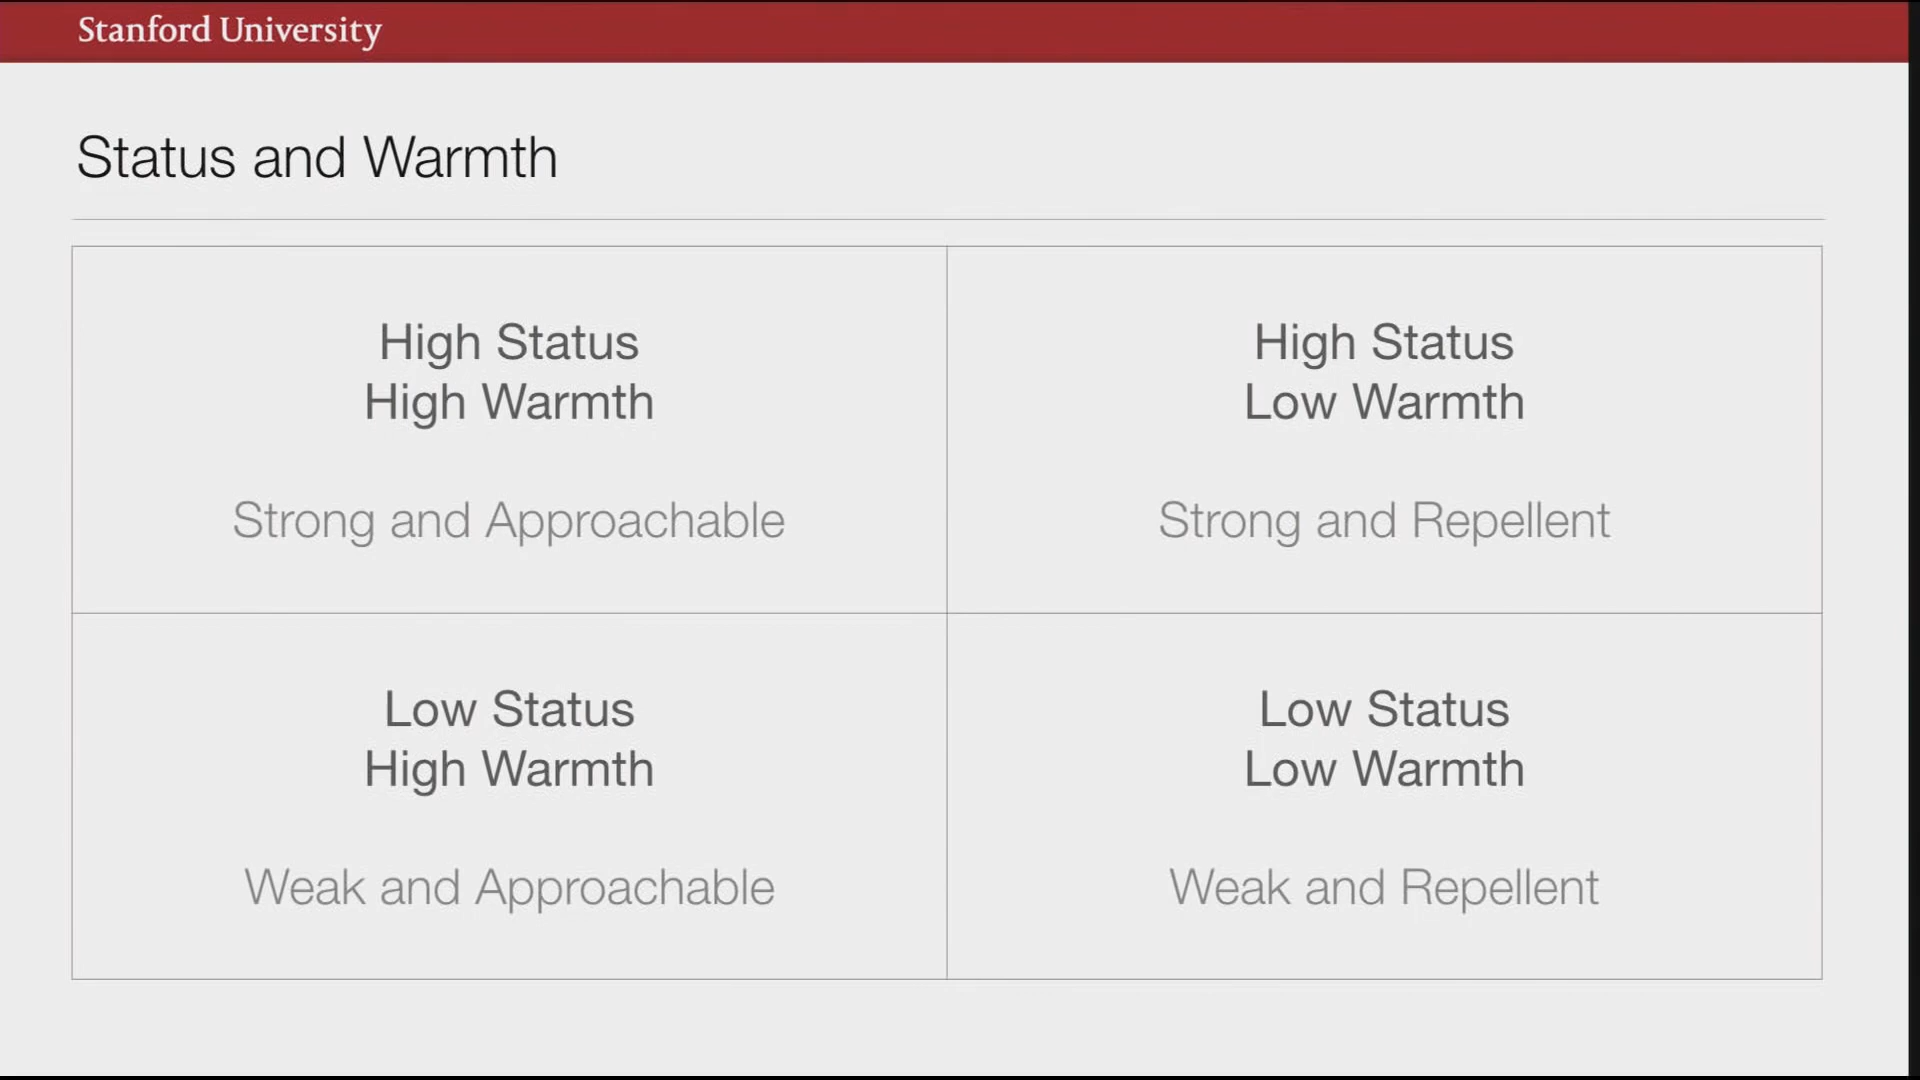 Stanford University
Status and Warmth
High Status
High Warmth
Strong and Approachable
High Status
Low Warmth
Strong and Repellent
Low Status
High Warmth
Weak and Approachable
Low Status
Low Warmth
Weak and Repellent